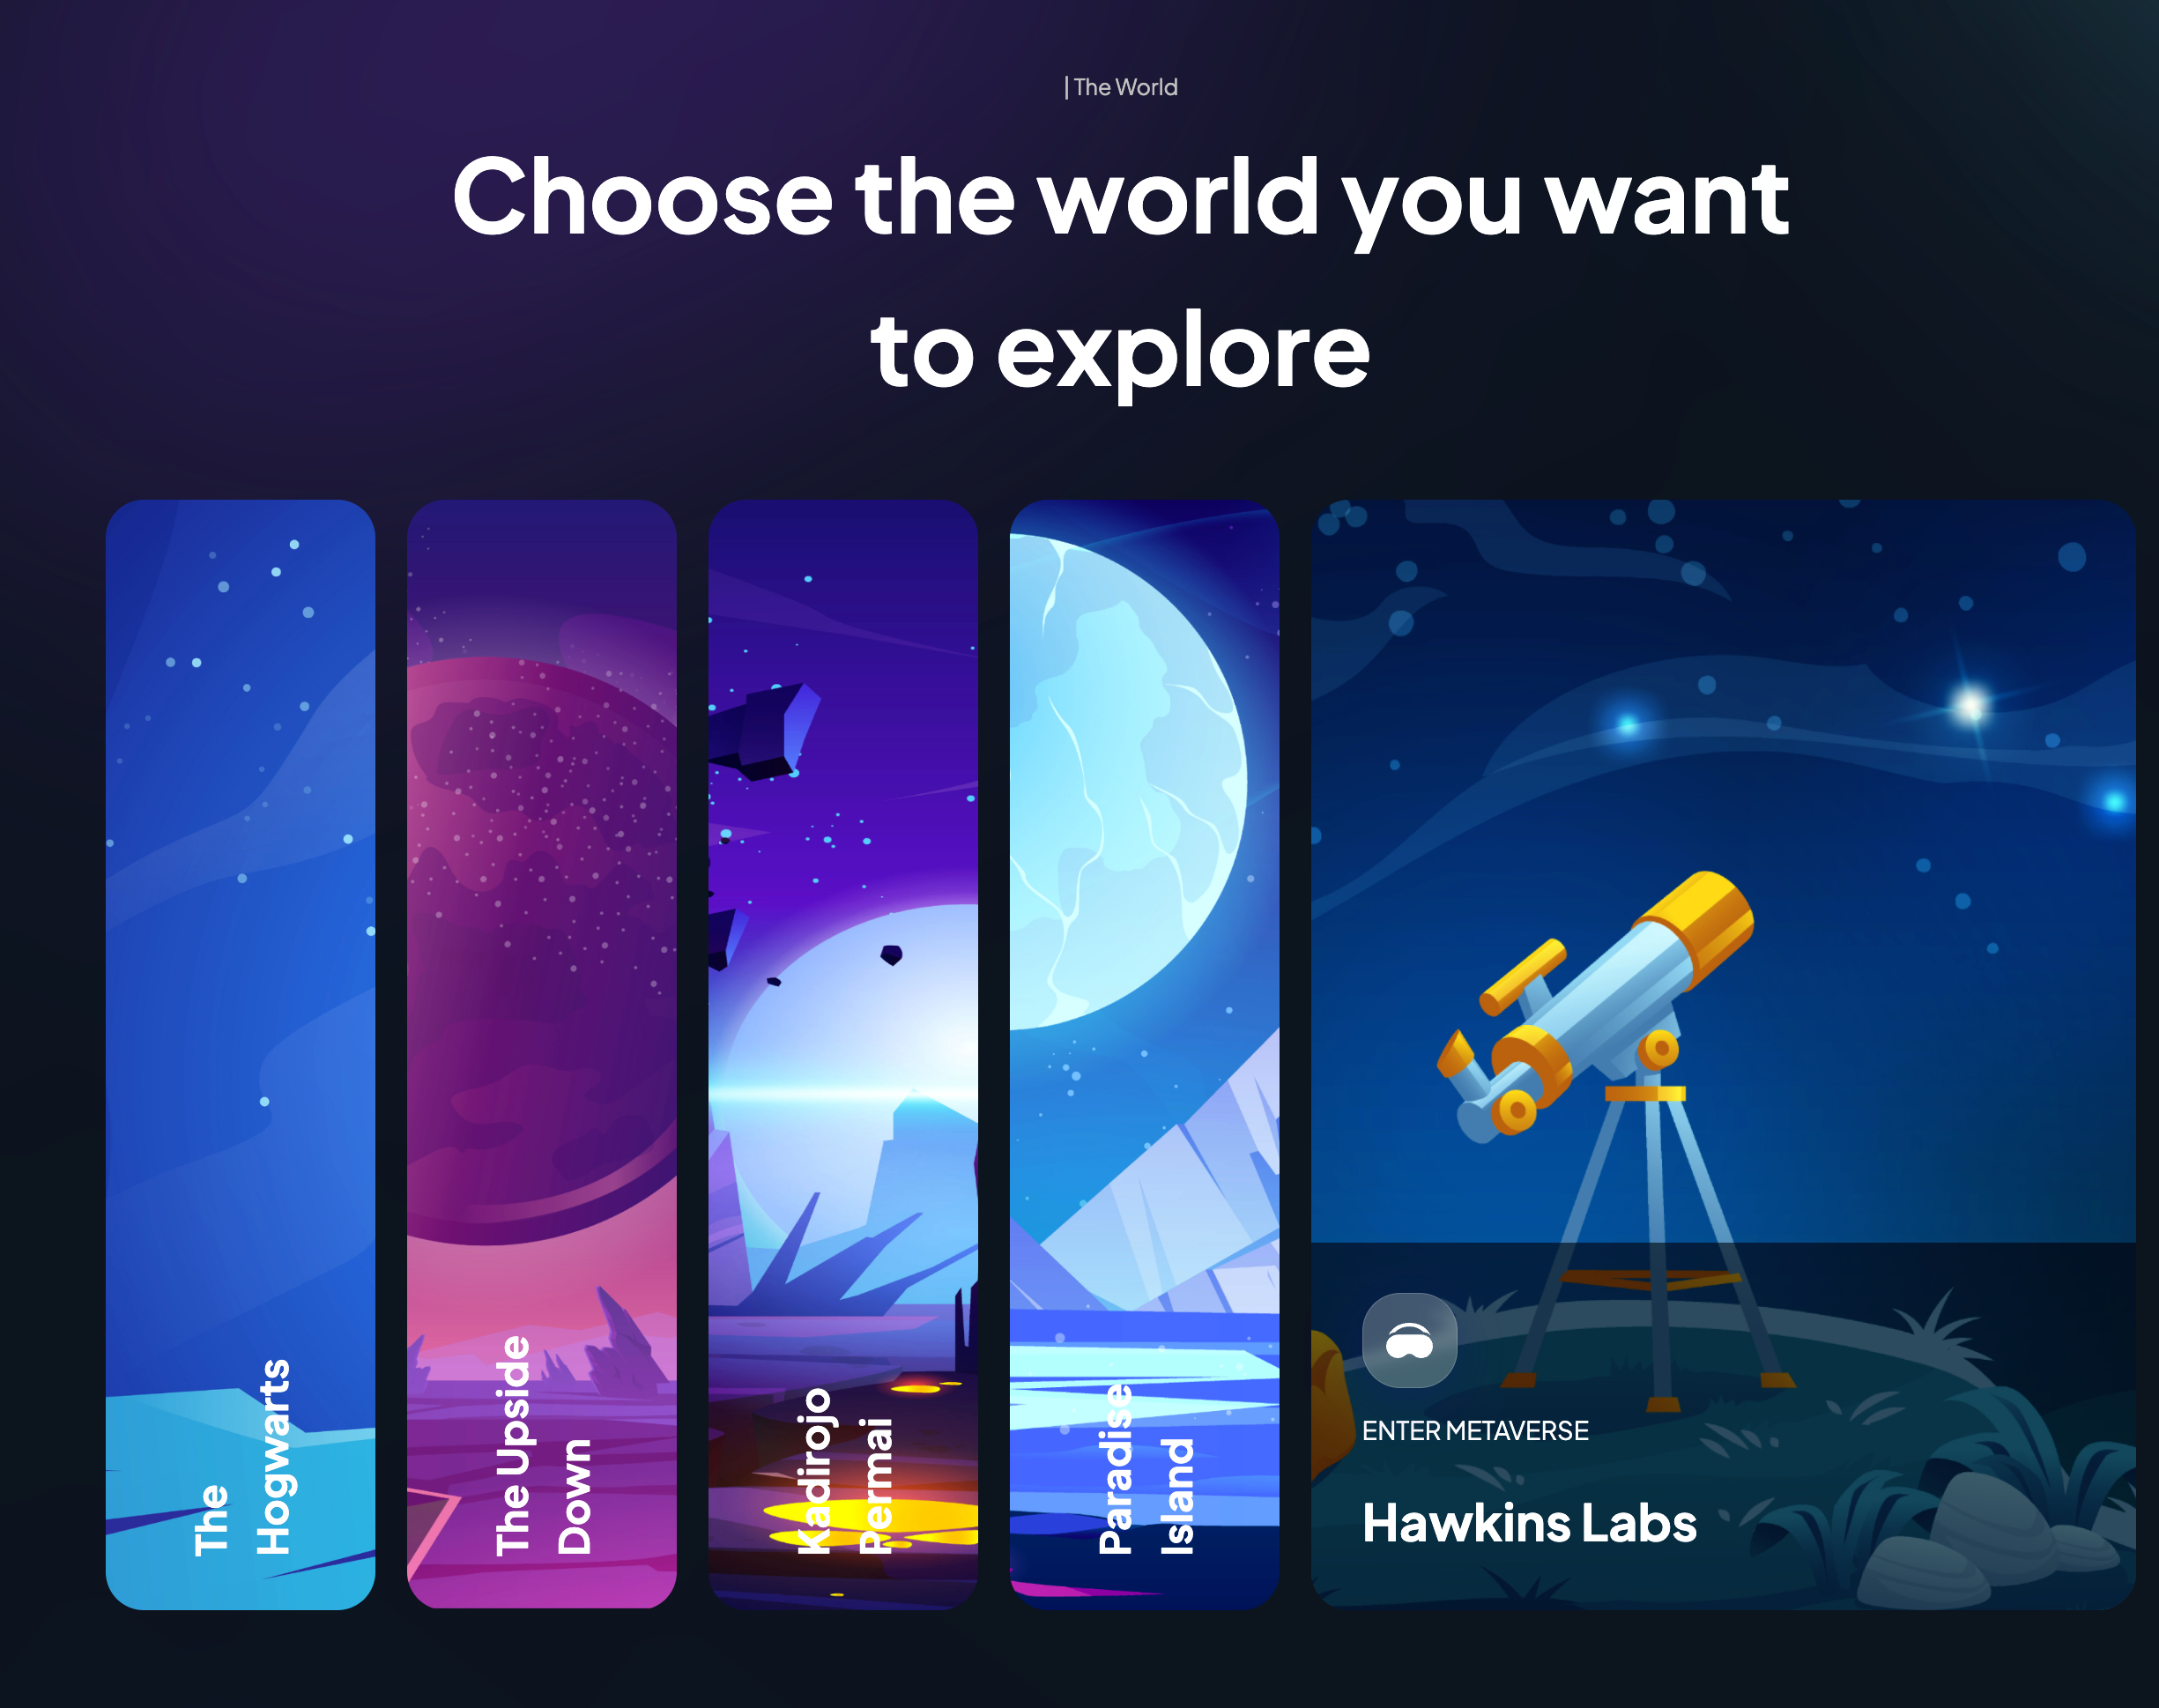 | The World
Choose the world you want
to explore
The
Hogwarts
The Upside
Down
Kadirojo
Permai
Paradise
Island
ENTER METAVERSE
Hawkins Labs